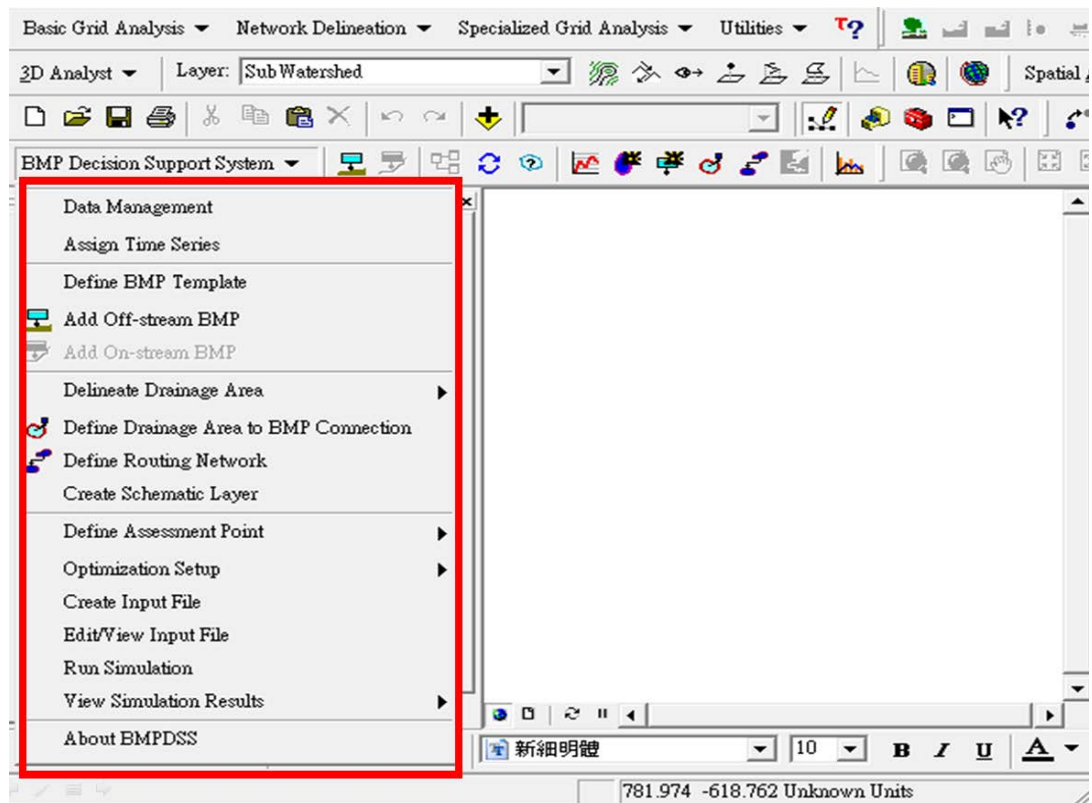 Basic Grid Analysis Network Delineation Specialized Grid Analysis Utilities T?
3D Analyst Layer: Sub Watershed Spatial
BMP Decision Support System
Data Management
Assign Time Series
Define BMP Template
Add Off-stream BMP
Add On-stream BMP
Delineate Drainage Area
Define Drainage Area to BMP Connection
Define Routing Network
Create Schematic Layer
Define Assessment Point
Optimization Setup
Create Input File
Edit/View Input File
Run Simulation
View Simulation Results
About BMPDSS
新細明體 10 B I U A
781.974 -618.762 Unknown Units